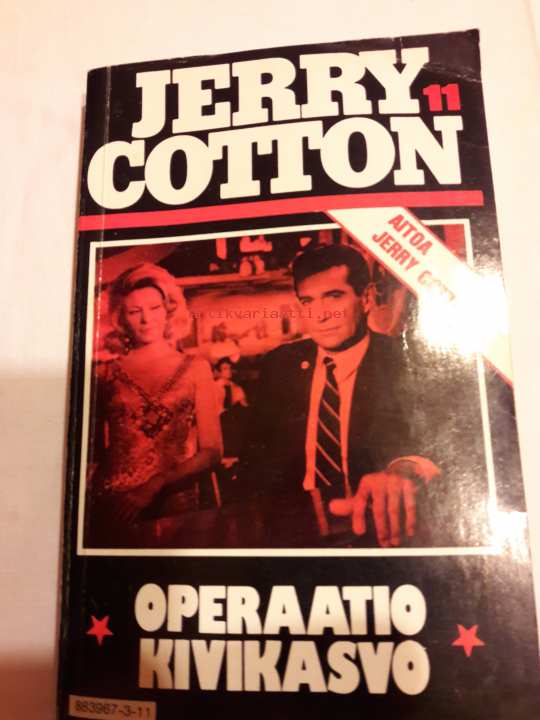 JERRY 11
COTTON
AITOA
JERRY
antikvariaatti.net
OPERAATIO
KIVIKASVO
883967-3-11